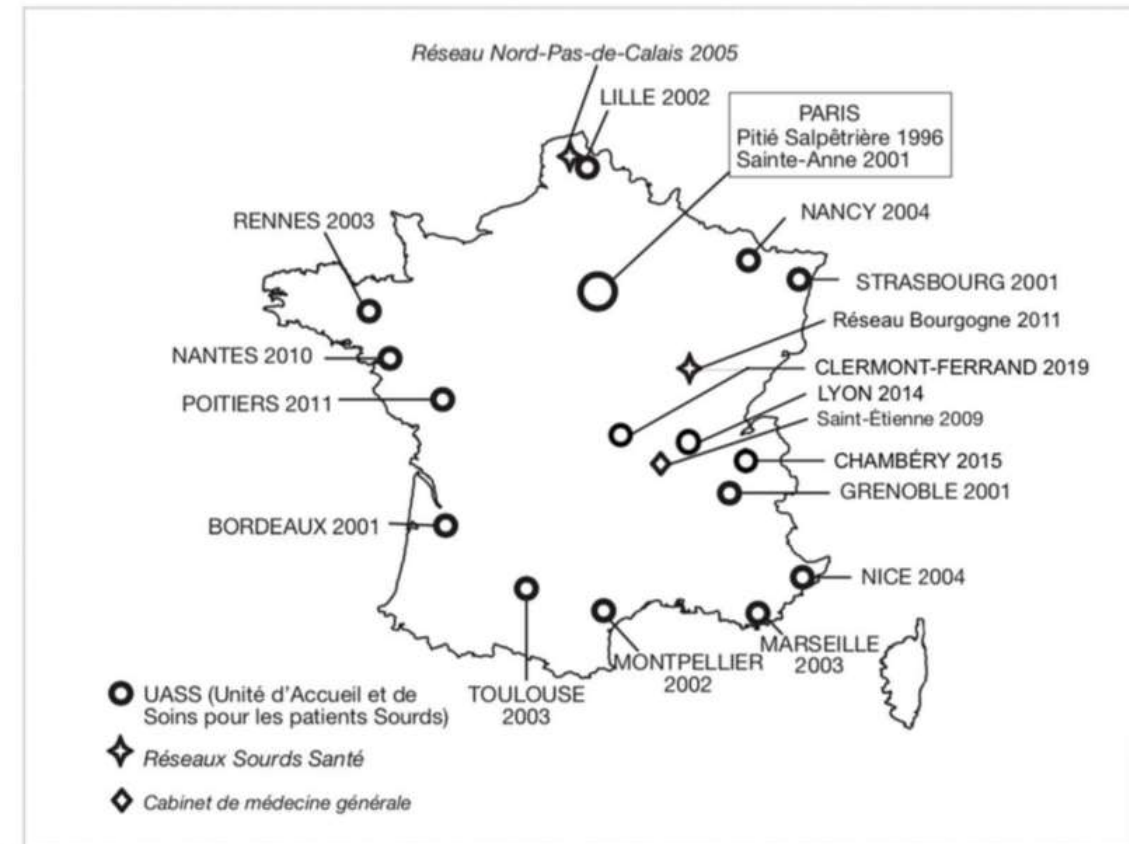 Réseau Nord-Pas-de-Calais 2005
LILLE 2002
PARIS
Pitié Salpêtrière 1996
Sainte-Anne 2001
RENNES 2003
NANCY 2004
STRASBOURG 2001
Réseau Bourgogne 2011
NANTES 2010
CLERMONT-FERRAND 2019
POITIERS 2011
LYON 2014
Saint-Étienne 2009
CHAMBÉRY 2015
GRENOBLE 2001
BORDEAUX 2001
NICE 2004
MARSEILLE
2003
MONTPELLIER
2002
TOULOUSE
2003
UASS (Unité d'Accueil et de
Soins pour les patients Sourds)
Réseaux Sourds Santé
Cabinet de médecine générale